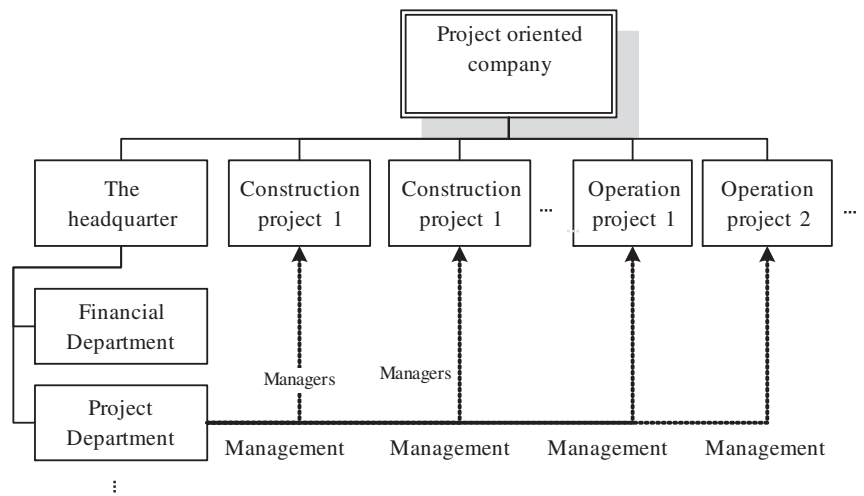 Project oriented
company
The
headquarter
Construction
project 1
Construction
project 1
...
Operation
project 1
Operation
project 2
...
Financial
Department
Managers
Managers
Project
Department
Management
Management
Management
Management
...